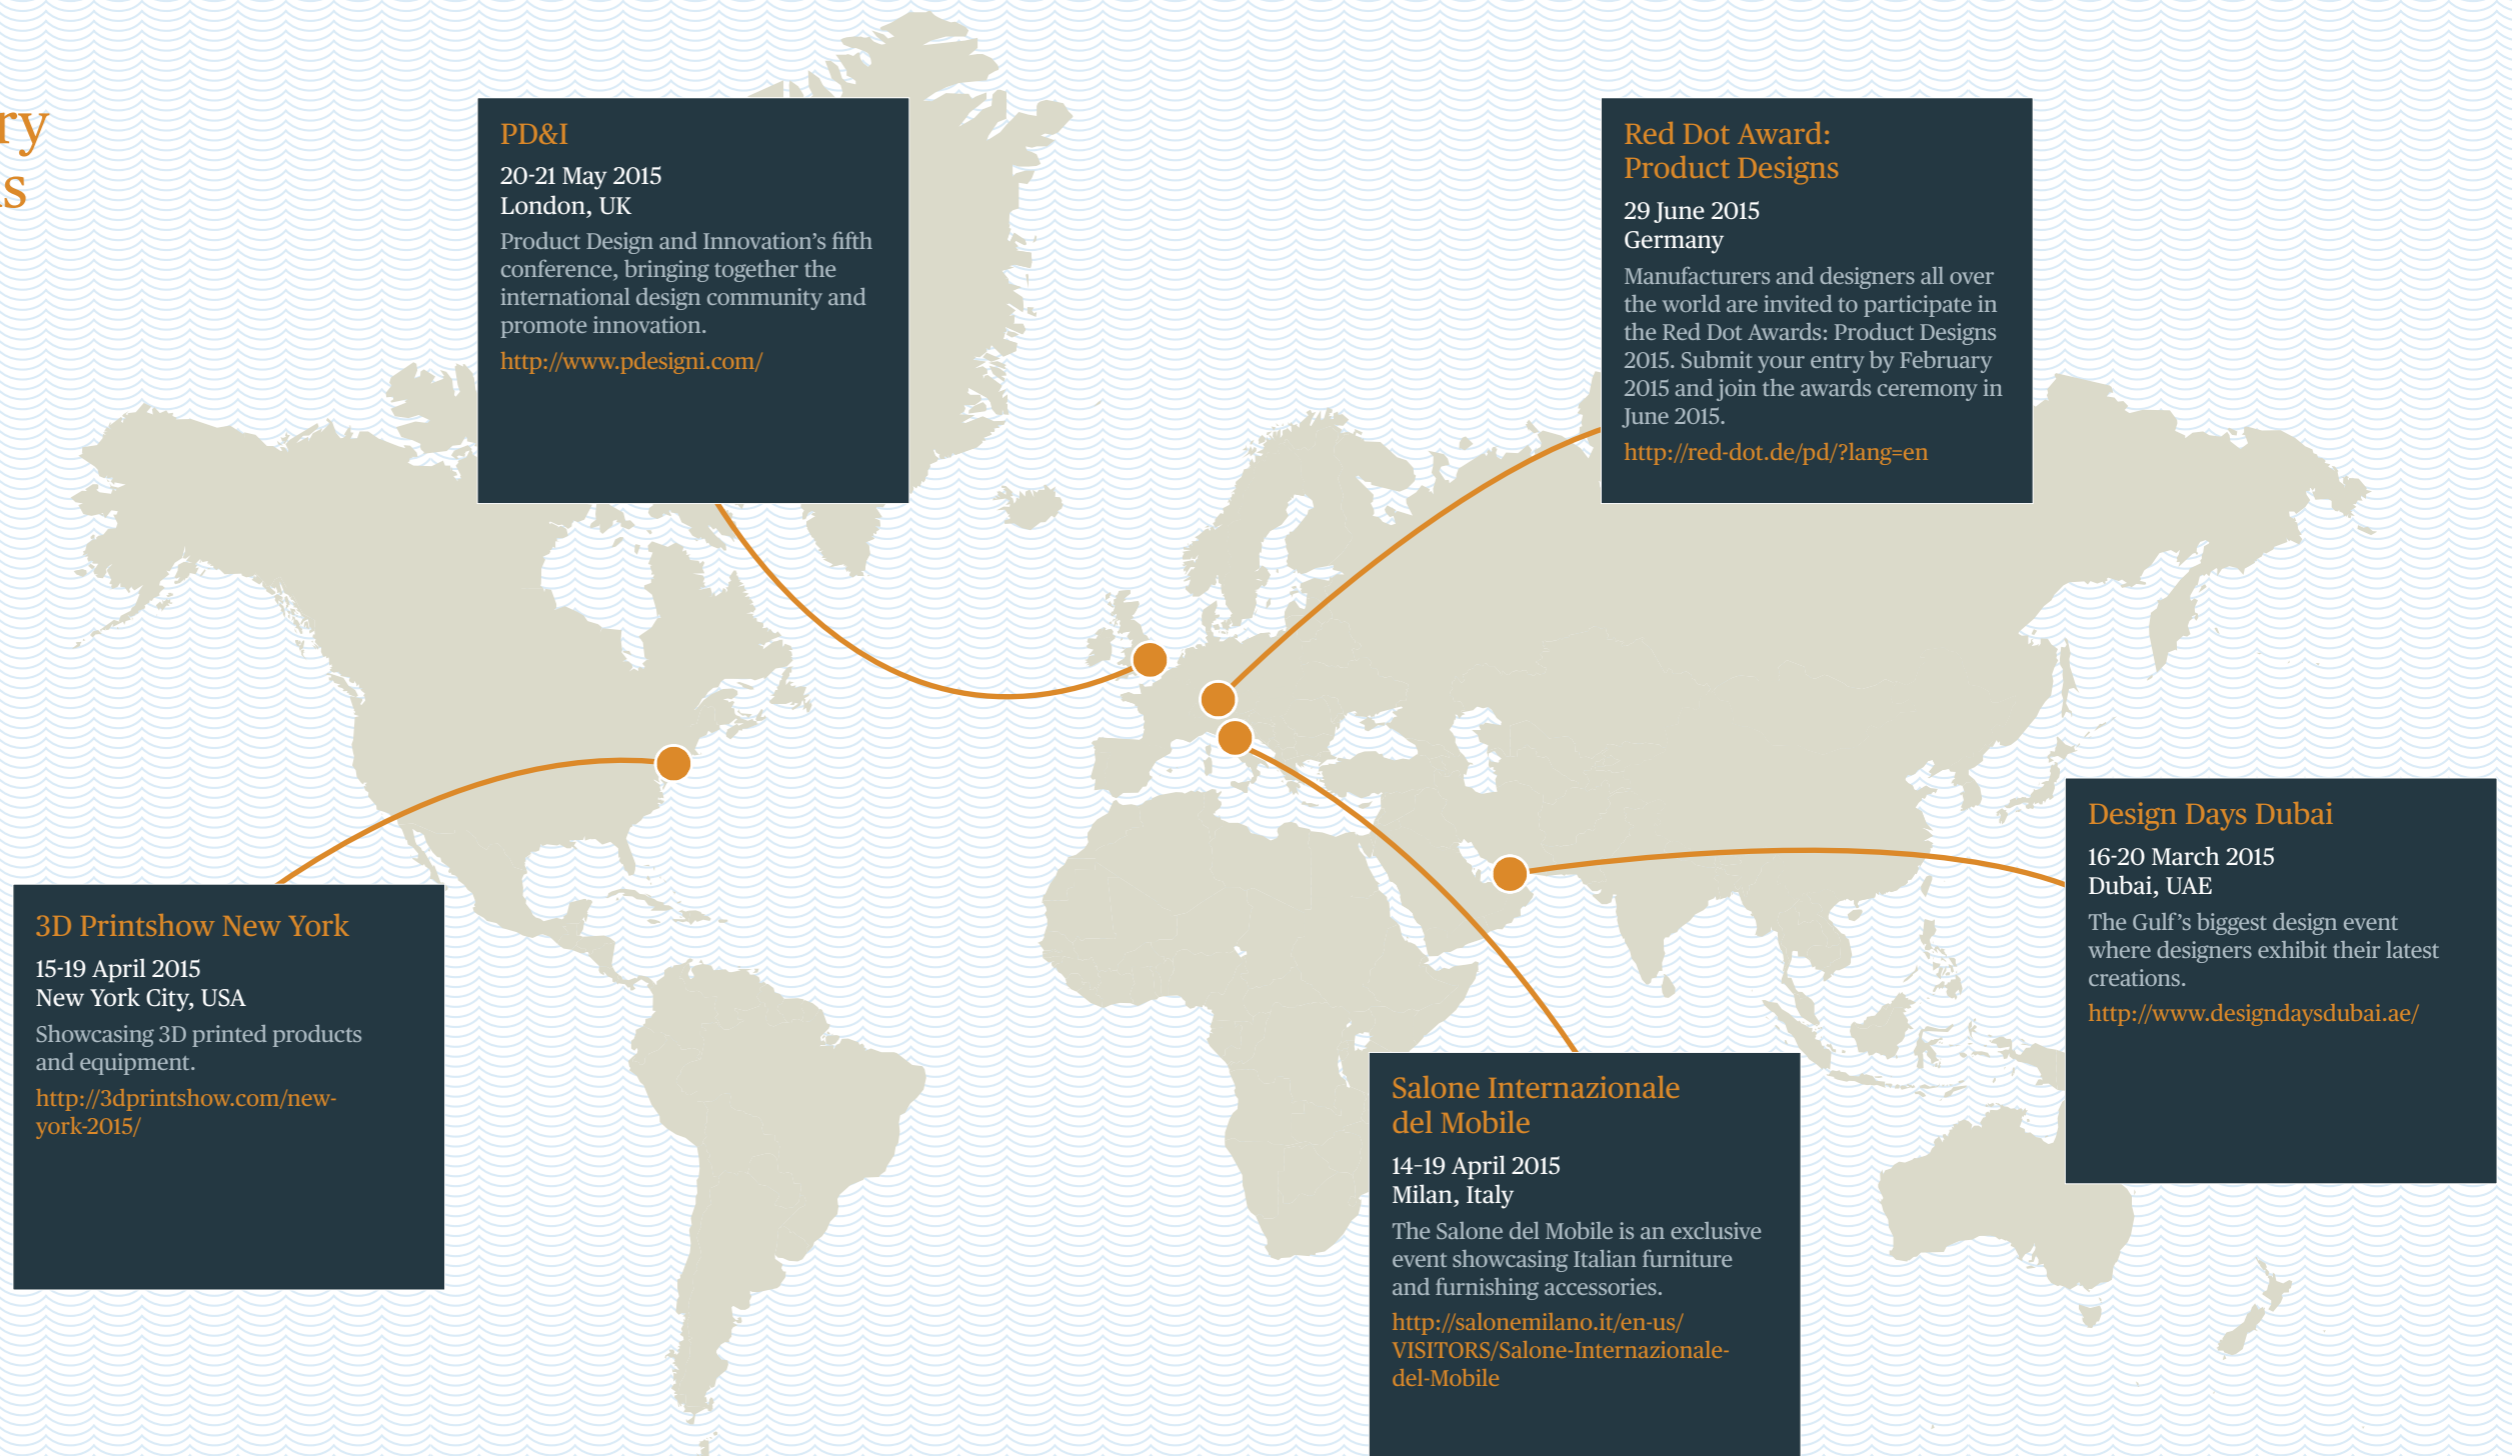 PD&I
20-21 May 2015
London, UK
Product Design and Innovation’s fifth
conference, bringing together the
international design community and
promote innovation.
http://www.pdesigni.com/
Red Dot Award:
Product Designs
29 June 2015
Germany
Manufacturers and designers all over
the world are invited to participate in
the Red Dot Awards: Product Designs
2015. Submit your entry by February
2015 and join the awards ceremony in
June 2015.
http://red-dot.de/pd/?lang=en
3D Printshow New York
15-19 April 2015
New York City, USA
Showcasing 3D printed products
and equipment.
http://3dprintshow.com/new-
york-2015/
Salone Internazionale
del Mobile
14–19 April 2015
Milan, Italy
The Salone del Mobile is an exclusive
event showcasing Italian furniture
and furnishing accessories.
http://salonemilano.it/en-us/
VISITORS/Salone-Internazionale-
del-Mobile
Design Days Dubai
16-20 March 2015
Dubai, UAE
The Gulf’s biggest design event
where designers exhibit their latest
creations.
http://www.designdaysdubai.ae/